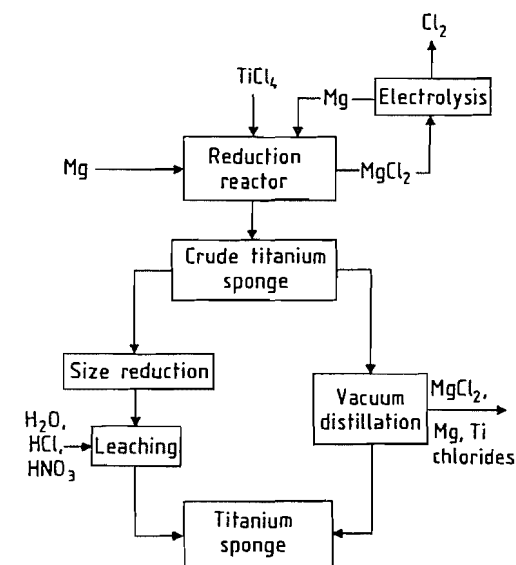 Cl₂
TiCl₄
Mg
Electrolysis
Mg
Reduction
reactor
MgCl₂
Crude titanium
sponge
Size reduction
Vacuum
distillation
MgCl₂,
Mg, Ti
chlorides
H₂O,
HCl,
HNO₃
Leaching
Titanium
sponge